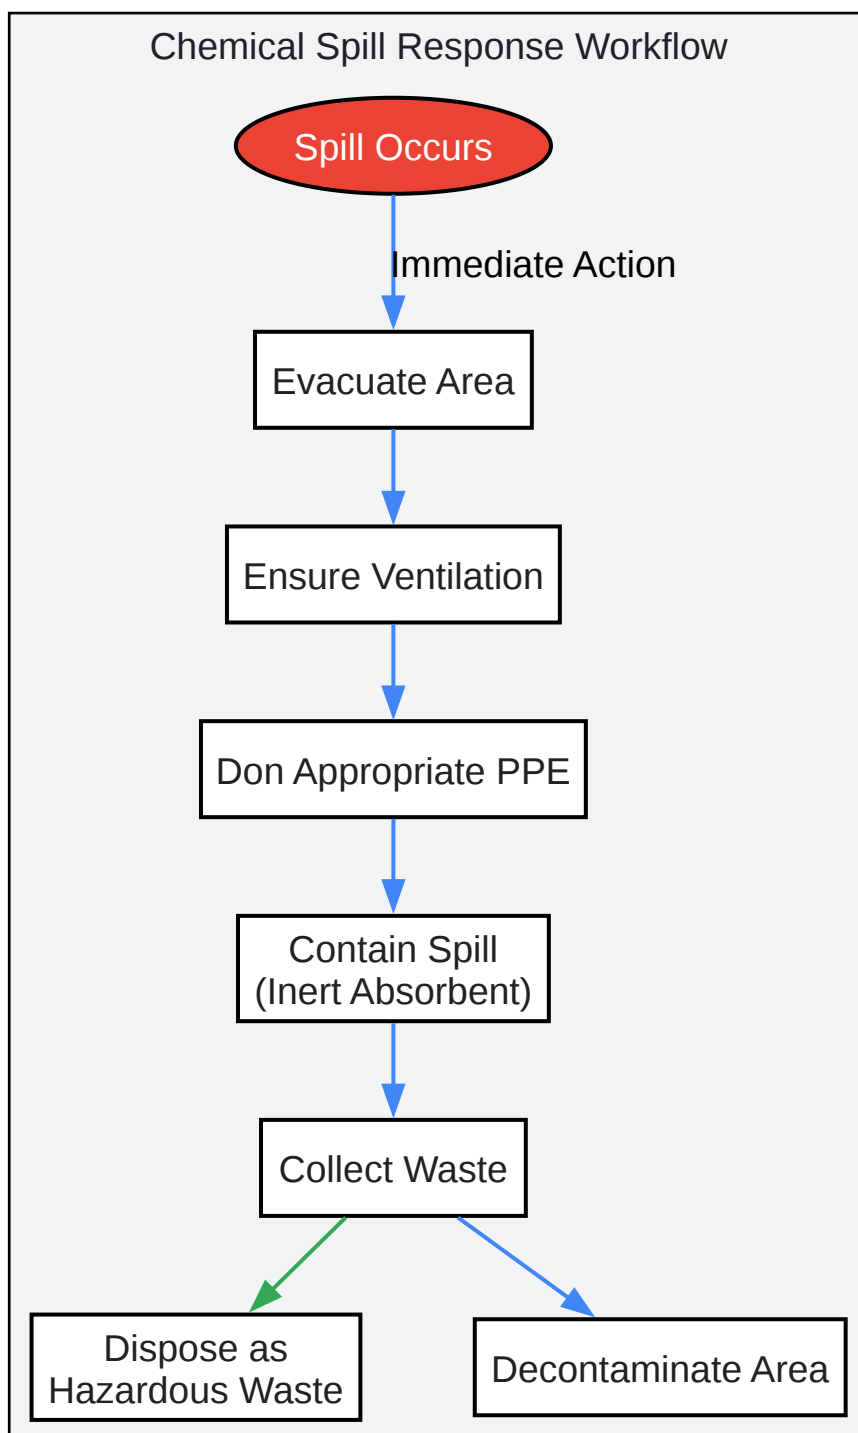 Chemical Spill Response Workflow
Spill Occurs
Immediate Action
Evacuate Area
Ensure Ventilation
Don Appropriate PPE
Contain Spill
(Inert Absorbent)
Collect Waste
Dispose as
Hazardous Waste
Decontaminate Area